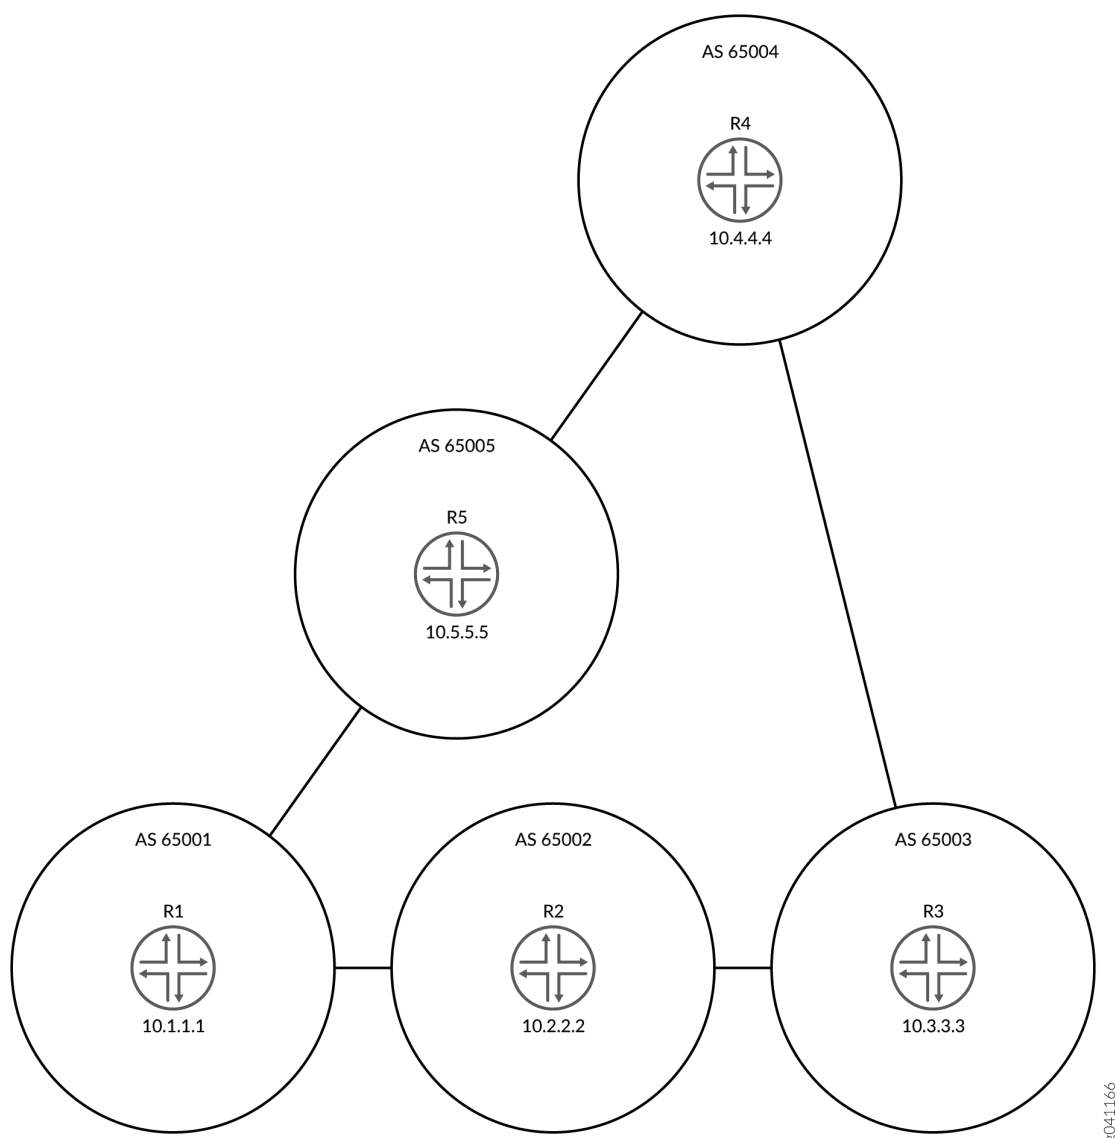 AS 65004
R4
10.4.4.4
AS 65005
R5
10.5.5.5
AS 65001
R1
10.1.1.1
AS 65002
R2
10.2.2.2
AS 65003
R3
10.3.3.3
g041166